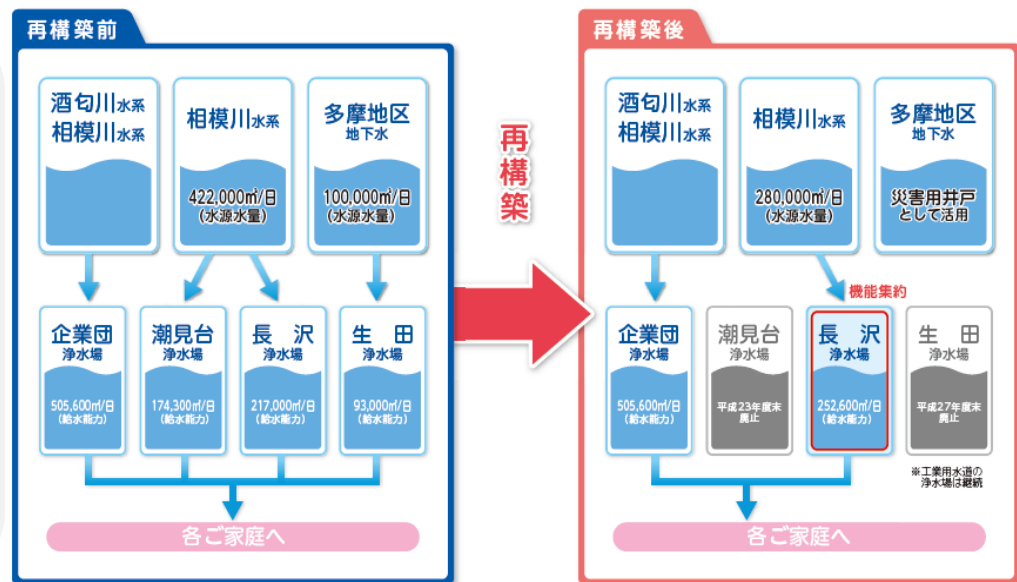 再構築前
酒匂川水系
相模川水系
相模川水系
422,000㎥/日
(水源水量)
多摩地区
地下水
100,000㎥/日
(水源水量)
企業団
浄水場
505,600㎥/日
(給水能力)
潮見台
浄水場
174,300㎥/日
(給水能力)
長沢
浄水場
217,000㎥/日
(給水能力)
生田
浄水場
93,000㎥/日
(給水能力)
各ご家庭へ
再構築
再構築後
酒匂川水系
相模川水系
相模川水系
280,000㎥/日
(水源水量)
多摩地区
地下水
災害用井戸
として活用
機能集約
企業団
浄水場
505,600㎥/日
(給水能力)
潮見台
浄水場
平成23年度末
廃止
長沢
浄水場
252,600㎥/日
(給水能力)
生田
浄水場
平成27年度末
廃止
※工業用水道の
浄水場は継続
各ご家庭へ